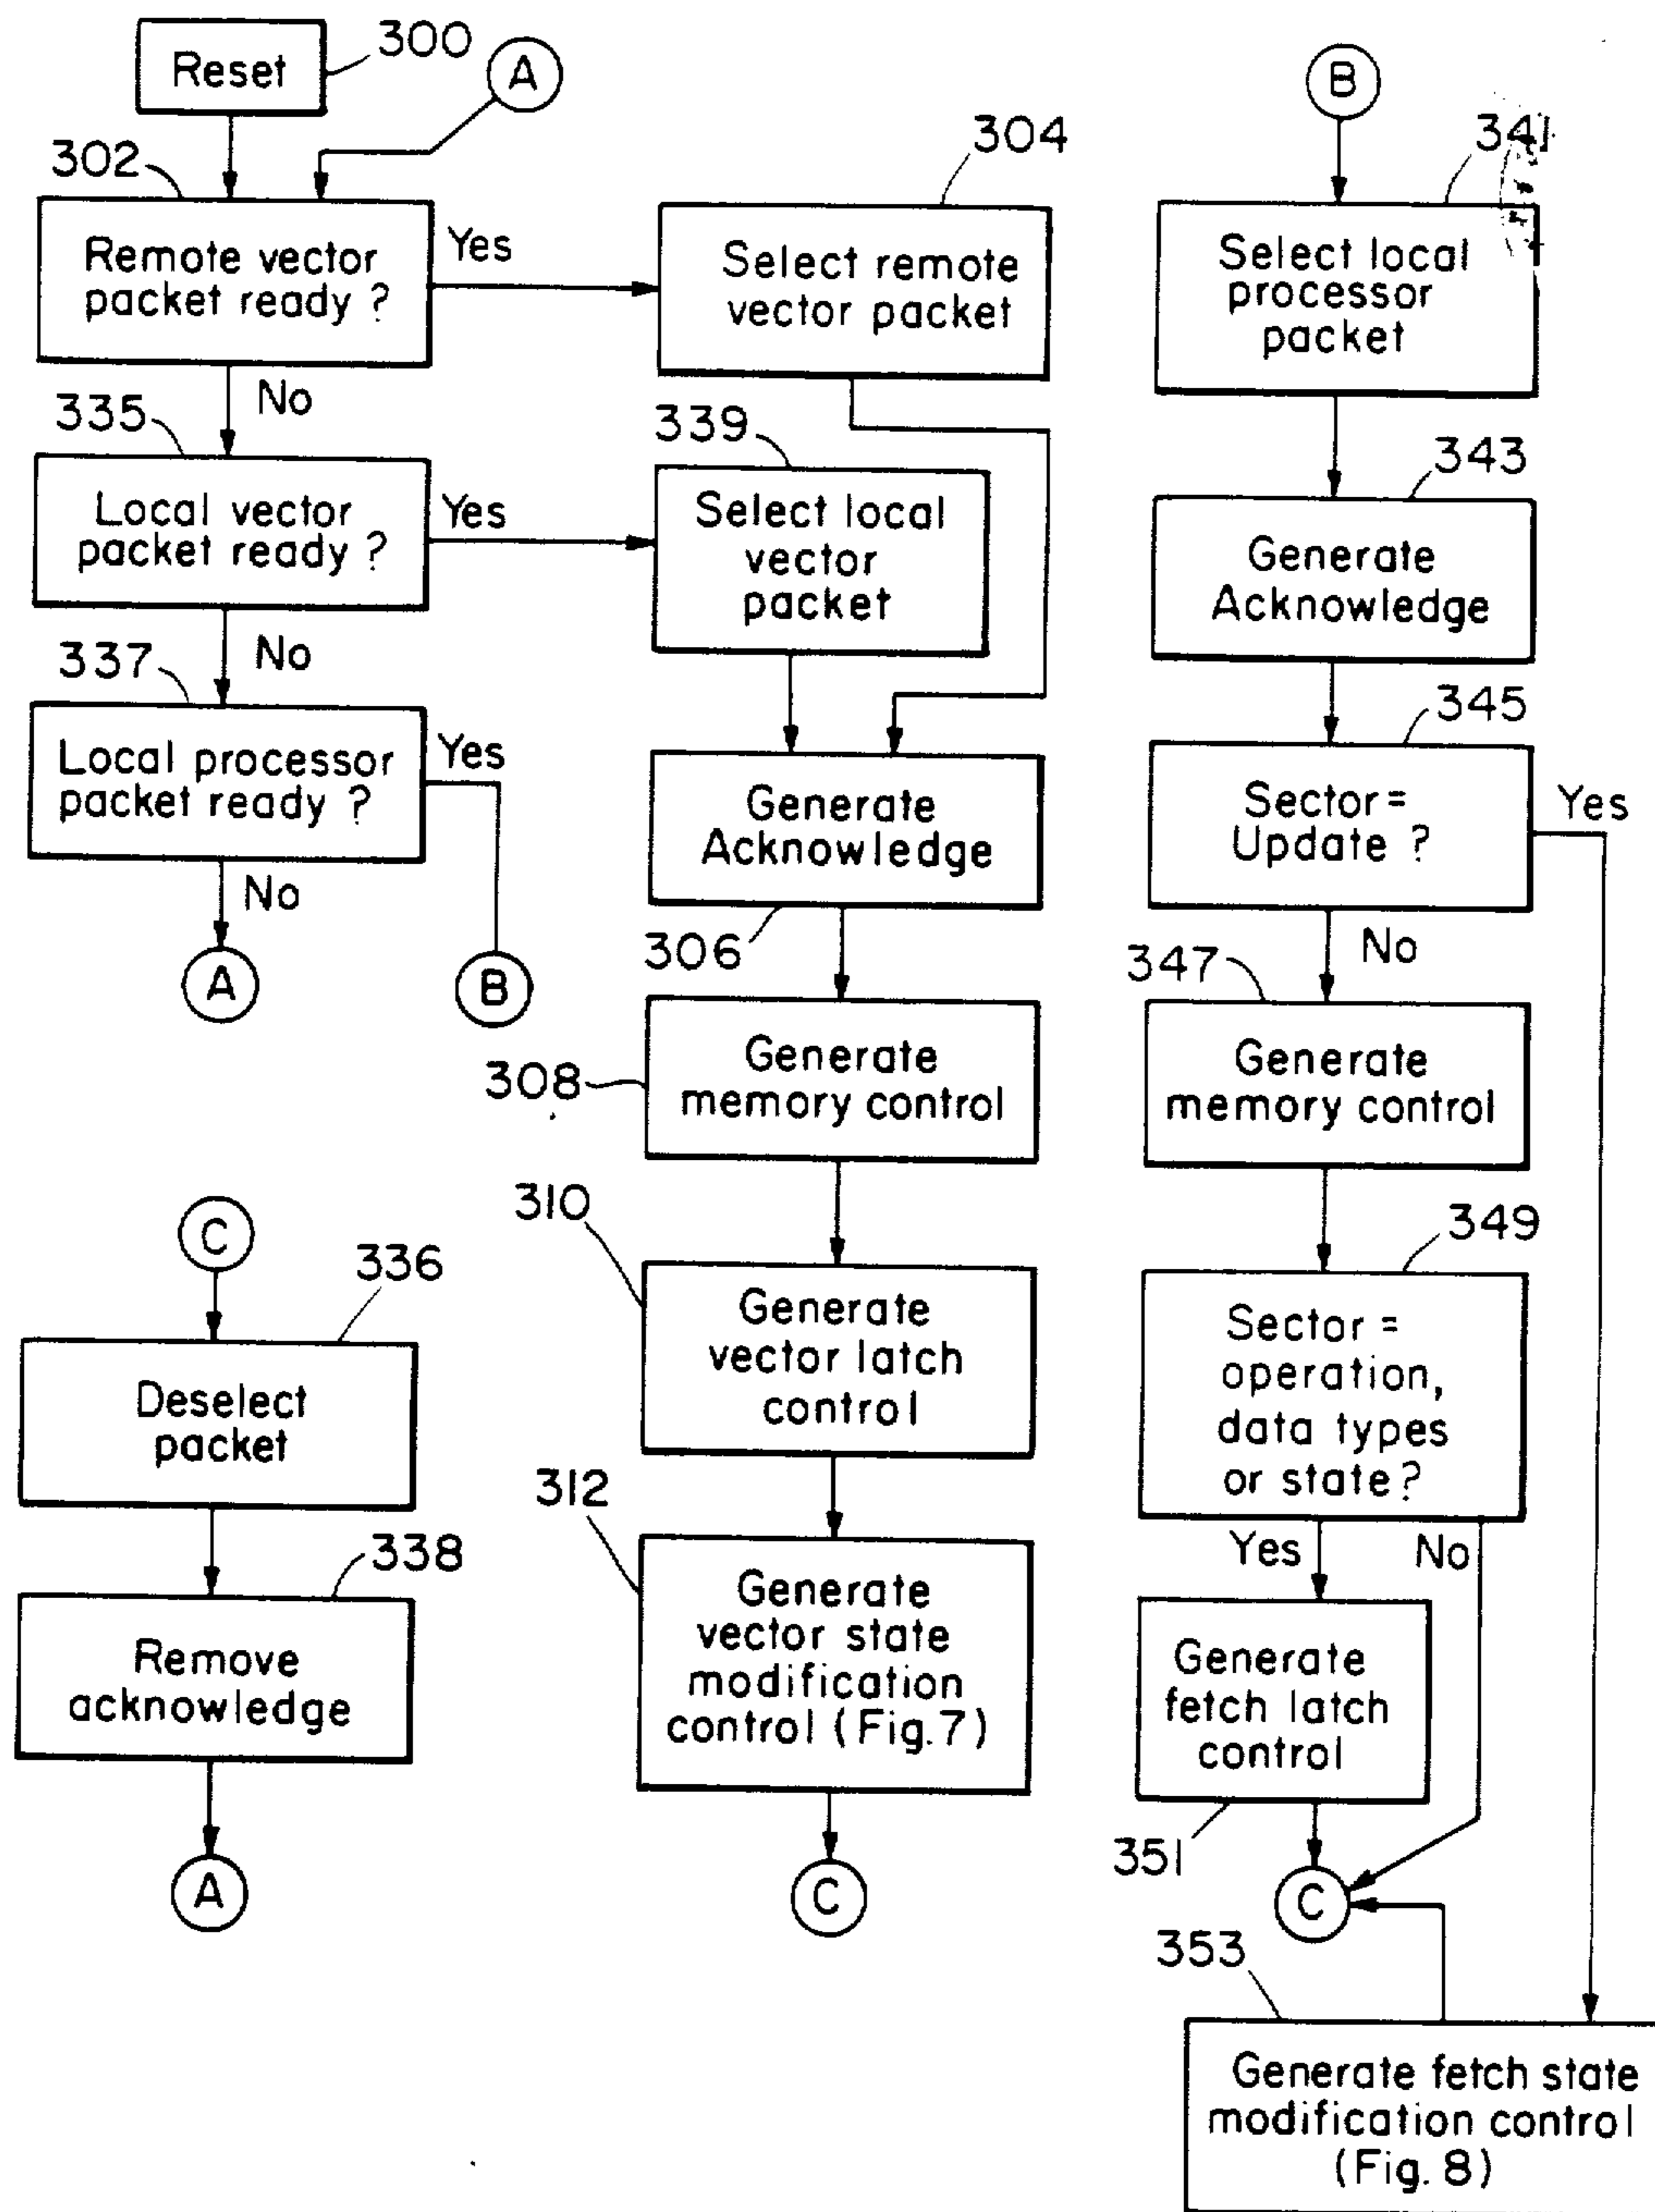 Reset
300
A
302
Remote vector
packet ready ?
Yes
No
335
Local vector
packet ready ?
Yes
No
337
Local processor
packet ready ?
Yes
No
A
B
C
336
Deselect
packet
338
Remove
acknowledge
A
304
Select remote
vector packet
339
Select local
vector
packet
Generate
Acknowledge
306
308
Generate
memory control
310
Generate
vector latch
control
312
Generate
vector state
modification
control (Fig. 7)
C
B
341
Select local
processor
packet
343
Generate
Acknowledge
345
Sector =
Update ?
Yes
No
347
Generate
memory control
349
Sector =
operation,
data types
or state?
Yes
No
Generate
fetch latch
control
351
C
353
Generate fetch state
modification control
(Fig. 8)